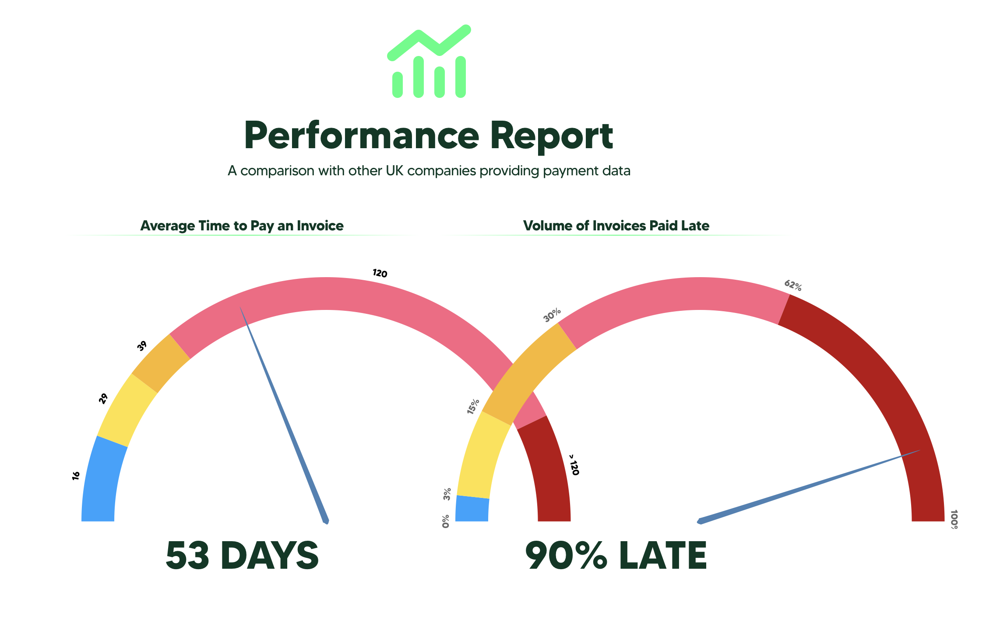 Performance Report
A comparison with other UK companies providing payment data
Average Time to Pay an Invoice
16
29
39
120
> 120
53 DAYS
Volume of Invoices Paid Late
0%
3%
15%
30%
62%
100%
90% LATE